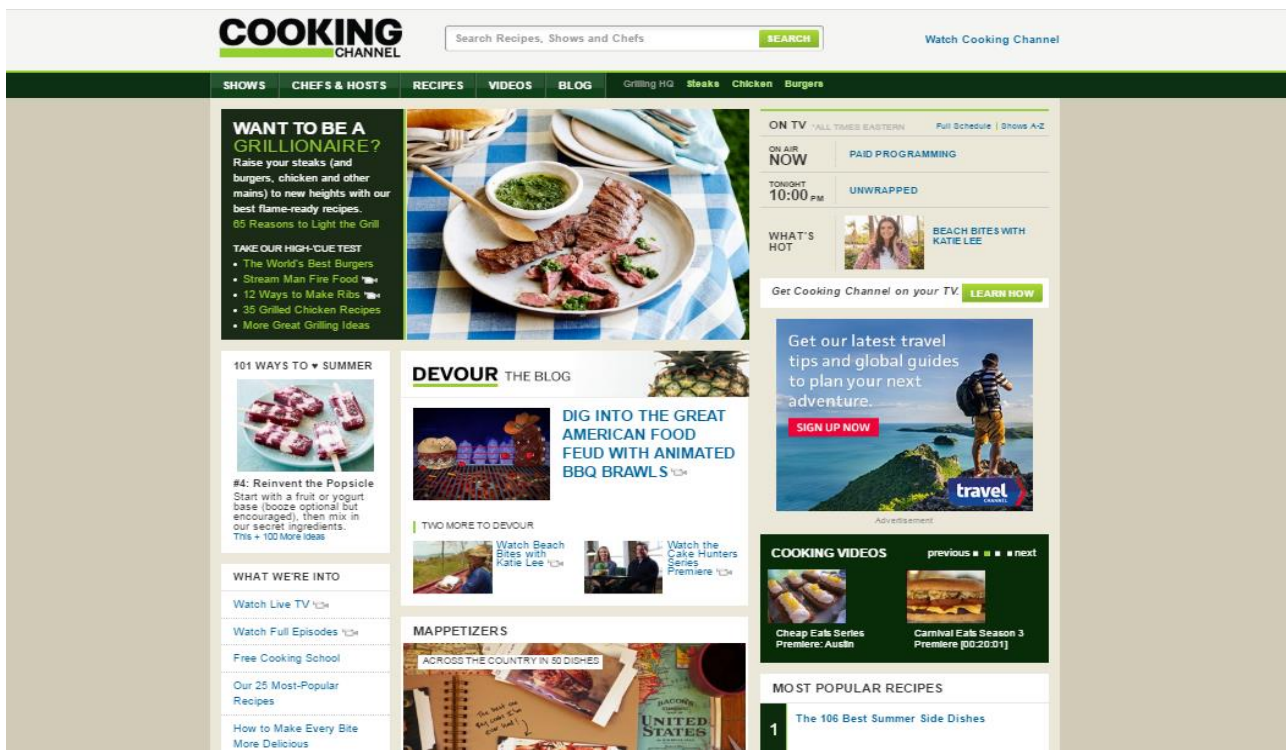 COOKING
CHANNEL
Search Recipes, Shows and Chefs
SEARCH
Watch Cooking Channel
SHOWS
CHEFS & HOSTS
RECIPES
VIDEOS
BLOG
Grilling HQ
Steaks
Chicken
Burgers
WANT TO BE A
GRILLIONAIRE?
Raise your steaks (and
burgers, chicken and other
mains) to new heights with our
best flame-ready recipes.
65 Reasons to Light the Grill
TAKE OUR HIGH-'CUE TEST
• The World's Best Burgers
• Stream Man Fire Food
• 12 Ways to Make Ribs
• 35 Grilled Chicken Recipes
• More Great Grilling Ideas
ON TV *ALL TIMES EASTERN
Full Schedule | Shows A-Z
ON AIR
NOW
PAID PROGRAMMING
TONIGHT
10:00 PM
UNWRAPPED
WHAT'S
HOT
BEACH BITES WITH
KATIE LEE
Get Cooking Channel on your TV.
LEARN HOW
Get our latest travel
tips and global guides
to plan your next
adventure.
SIGN UP NOW
travel
CHANNEL
Advertisement
101 WAYS TO ♥ SUMMER
#4: Reinvent the Popsicle
Start with a fruit or yogurt
base (booze optional but
encouraged), then mix in
our secret ingredients.
This + 100 More Ideas
DEVOUR THE BLOG
DIG INTO THE GREAT
AMERICAN FOOD
FEUD WITH ANIMATED
BBQ BRAWLS
TWO MORE TO DEVOUR
Watch Beach
Bites with
Katie Lee
Watch the
Cake Hunters
Series
Premiere
COOKING VIDEOS
previous
next
Cheap Eats Series
Premiere: Austin
Carnival Eats Season 3
Premiere [00:20:01]
WHAT WE'RE INTO
Watch Live TV
Watch Full Episodes
Free Cooking School
Our 25 Most-Popular
Recipes
How to Make Every Bite
More Delicious
MAPPETIZERS
ACROSS THE COUNTRY IN 50 DISHES
UNITED
STATES
MOST POPULAR RECIPES
1
The 106 Best Summer Side Dishes